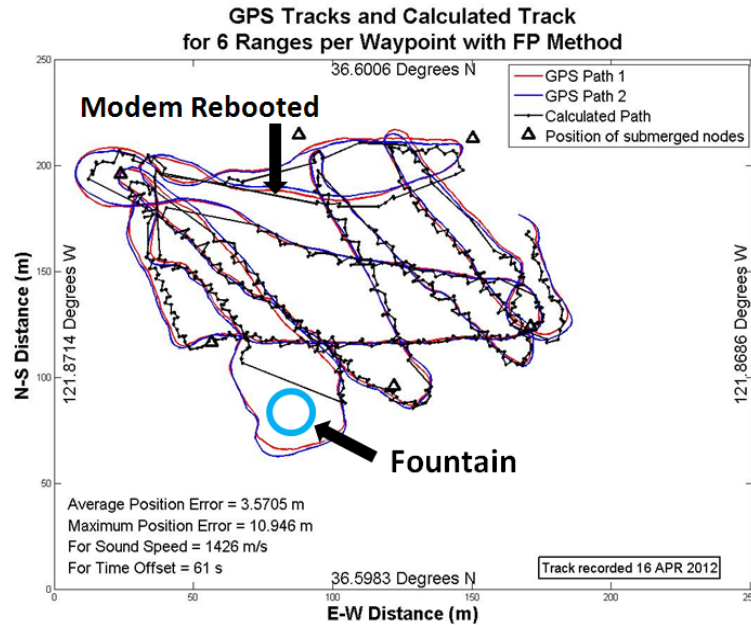 GPS Tracks and Calculated Track
for 6 Ranges per Waypoint with FP Method
36.6006 Degrees N
GPS Path 1
GPS Path 2
Calculated Path
Position of submerged nodes
Modem Rebooted
250
200
150
100
50
0
N-S Distance (m)
121.8714 Degrees W
121.8686 Degrees W
Fountain
Average Position Error = 3.5705 m
Maximum Position Error = 10.946 m
For Sound Speed = 1426 m/s
For Time Offset = 61 s
36.5983 Degrees N
Track recorded 16 APR 2012
0 50 100 150 200 250
E-W Distance (m)